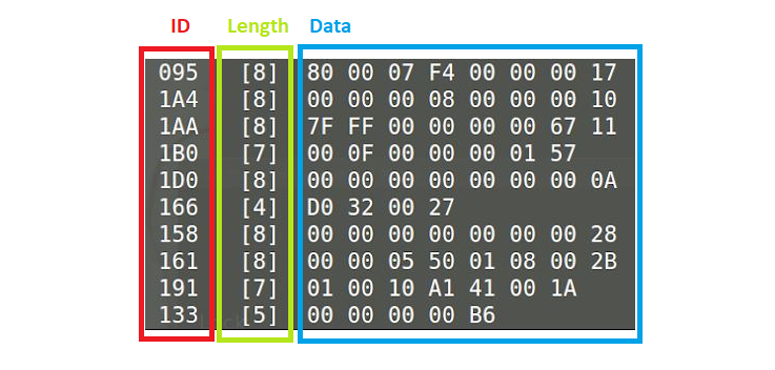 ID Length Data
095 [8] 80 00 07 F4 00 00 00 17
1A4 [8] 00 00 00 08 00 00 00 10
1AA [8] 7F FF 00 00 00 00 67 11
1B0 [7] 00 0F 00 00 00 01 57
1D0 [8] 00 00 00 00 00 00 00 0A
166 [4] D0 32 00 27
158 [8] 00 00 00 00 00 00 00 28
161 [8] 00 00 05 50 01 08 00 2B
191 [7] 01 00 10 A1 41 00 1A
133 [5] 00 00 00 00 B6